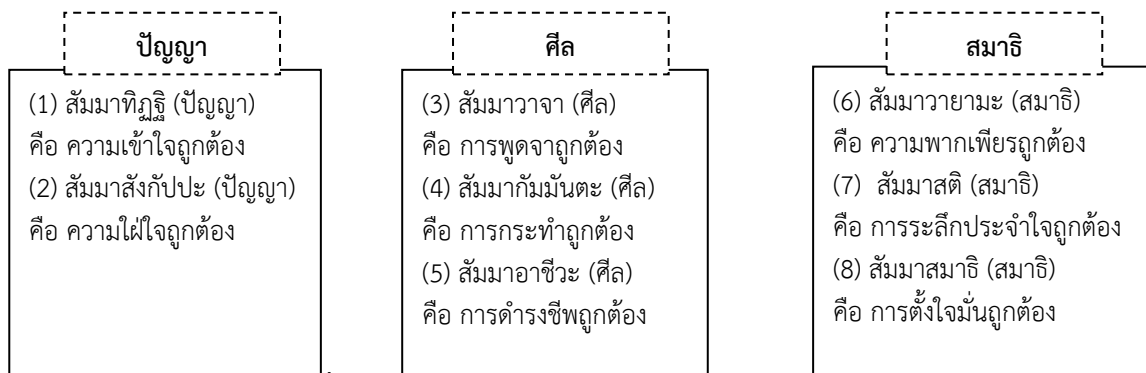 ปัญญา
(1) สัมมาทิฏฐิ (ปัญญา)
คือ ความเข้าใจถูกต้อง
(2) สัมมาสังกัปปะ (ปัญญา)
คือ ความใฝ่ใจถูกต้อง
ศีล
(3) สัมมาวาจา (ศีล)
คือ การพูดจาถูกต้อง
(4) สัมมากัมมันตะ (ศีล)
คือ การกระทำถูกต้อง
(5) สัมมาอาชีวะ (ศีล)
คือ การดำรงชีพถูกต้อง
สมาธิ
(6) สัมมาวายามะ (สมาธิ)
คือ ความพากเพียรถูกต้อง
(7) สัมมาสติ (สมาธิ)
คือ การระลึกประจำใจถูกต้อง
(8) สัมมาสมาธิ (สมาธิ)
คือ การตั้งใจมั่นถูกต้อง